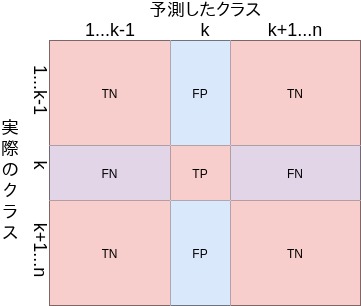 予測したクラス
1...k-1 k k+1...n
実際のクラス
1...k-1
TN FP TN
k
FN TP FN
k+1...n
TN FP TN